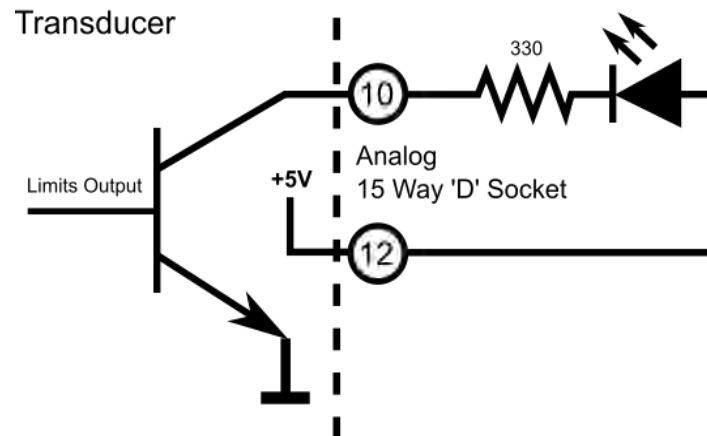 Transducer
330
10
Limits Output
+5V
Analog
15 Way 'D' Socket
12